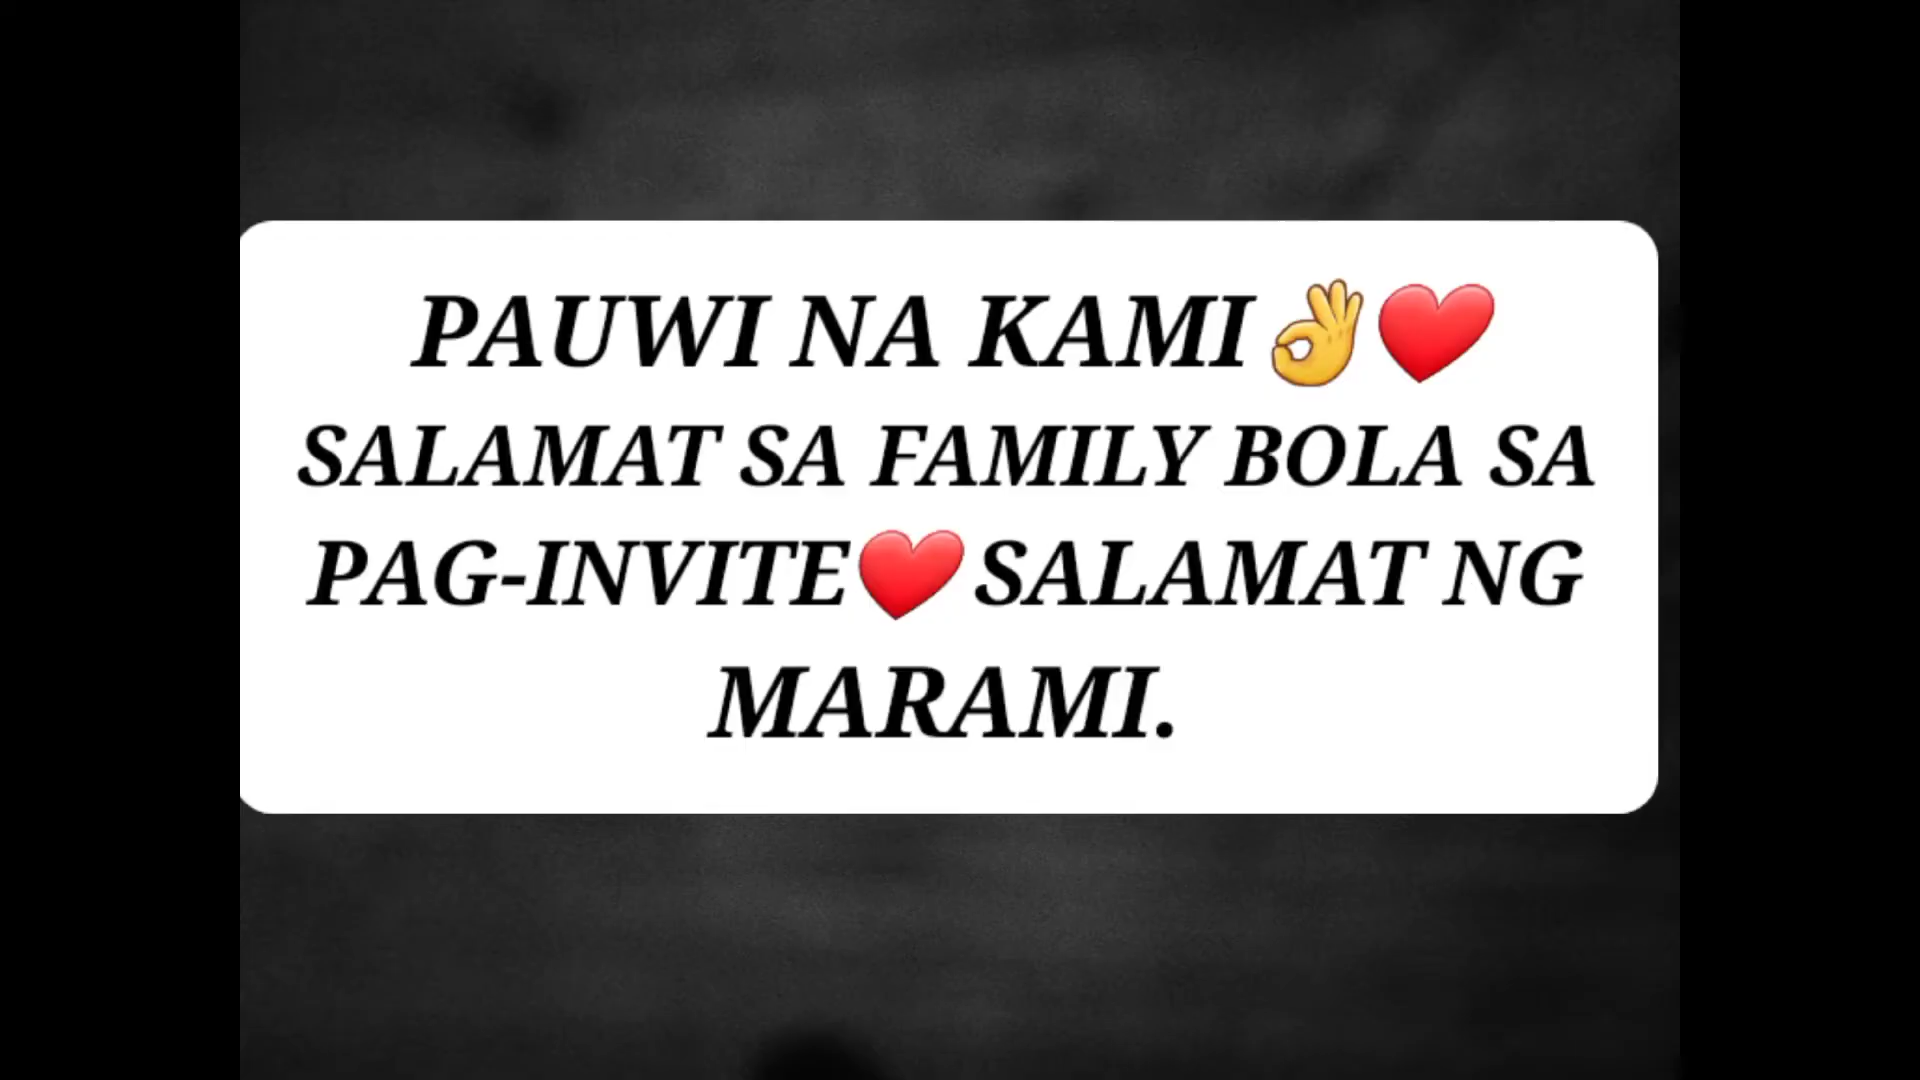 PAUWI NA KAMI👌❤️
SALAMAT SA FAMILY BOLA SA
PAG-INVITE❤️SALAMAT NG
MARAMI.